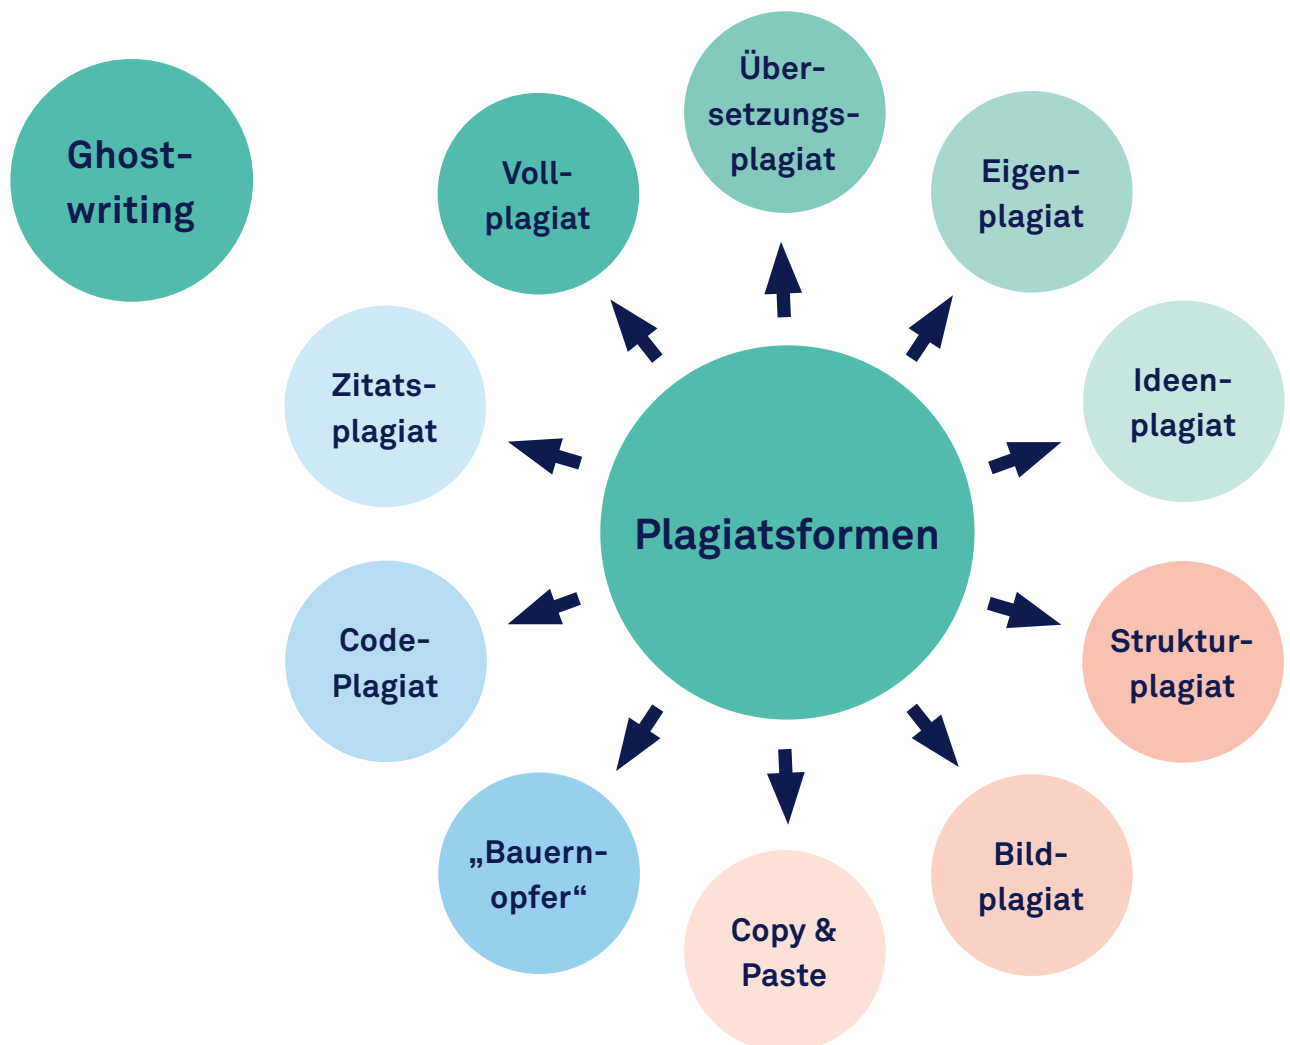 Ghost-
writing
Voll-
plagiat
Über-
setzungs-
plagiat
Eigen-
plagiat
Ideen-
plagiat
Struktur-
plagiat
Bild-
plagiat
Copy &
Paste
„Bauern-
opfer“
Code-
Plagiat
Zitats-
plagiat
Plagiatsformen